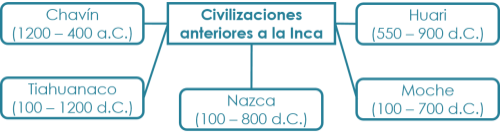 Chavín
(1200 – 400 a.C.)
Civilizaciones
anteriores a la Inca
Huari
(550 – 900 d.C.)
Tiahuanaco
(100 – 1200 d.C.)
Nazca
(100 – 800 d.C.)
Moche
(100 – 700 d.C.)